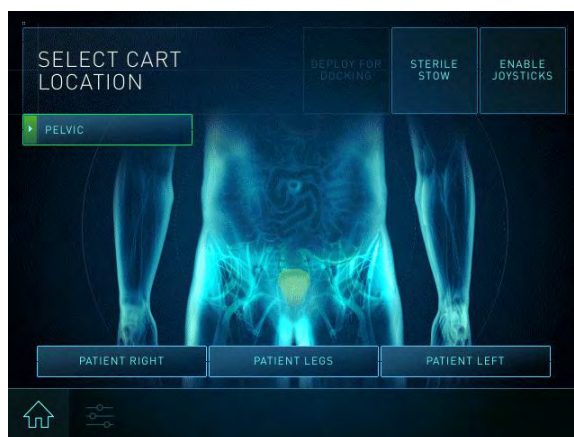 SELECT CART
LOCATION
DEPLOY FOR
DOCKING
STERILE
STOW
ENABLE
JOYSTICKS
PELVIC
PATIENT RIGHT
PATIENT LEGS
PATIENT LEFT